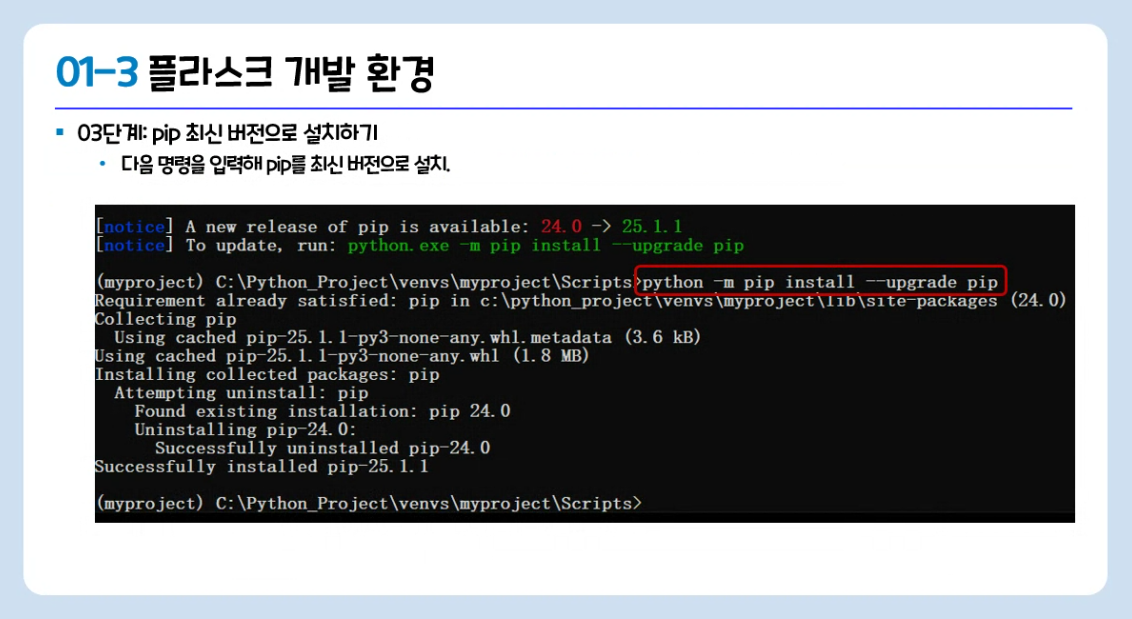 01-3 플라스크 개발 환경
03단계: pip 최신 버전으로 설치하기
다음 명령을 입력해 pip를 최신 버전으로 설치.
[notice] A new release of pip is available: 24.0 -> 25.1.1
[notice] To update, run: python.exe -m pip install --upgrade pip
(myproject) C:\Python_Project\venvs\myproject\Scripts>python -m pip install --upgrade pip
Requirement already satisfied: pip in c:\python_project\venvs\myproject\lib\site-packages (24.0)
Collecting pip
Using cached pip-25.1.1-py3-none-any.whl.metadata (3.6 kB)
Using cached pip-25.1.1-py3-none-any.whl (1.8 MB)
Installing collected packages: pip
Attempting uninstall: pip
Found existing installation: pip 24.0
Uninstalling pip-24.0:
Successfully uninstalled pip-24.0
Successfully installed pip-25.1.1
(myproject) C:\Python_Project\venvs\myproject\Scripts>